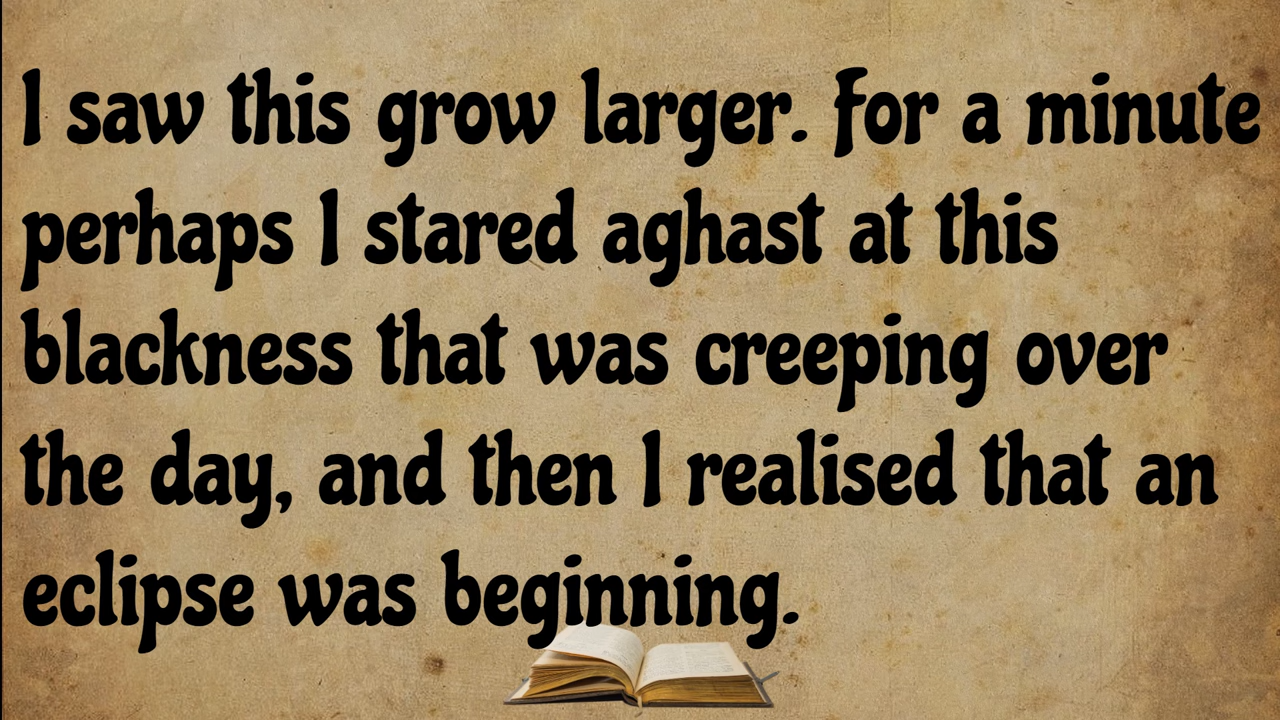 I saw this grow larger. For a minute
perhaps I stared aghast at this
blackness that was creeping over
the day, and then I realised that an
eclipse was beginning.